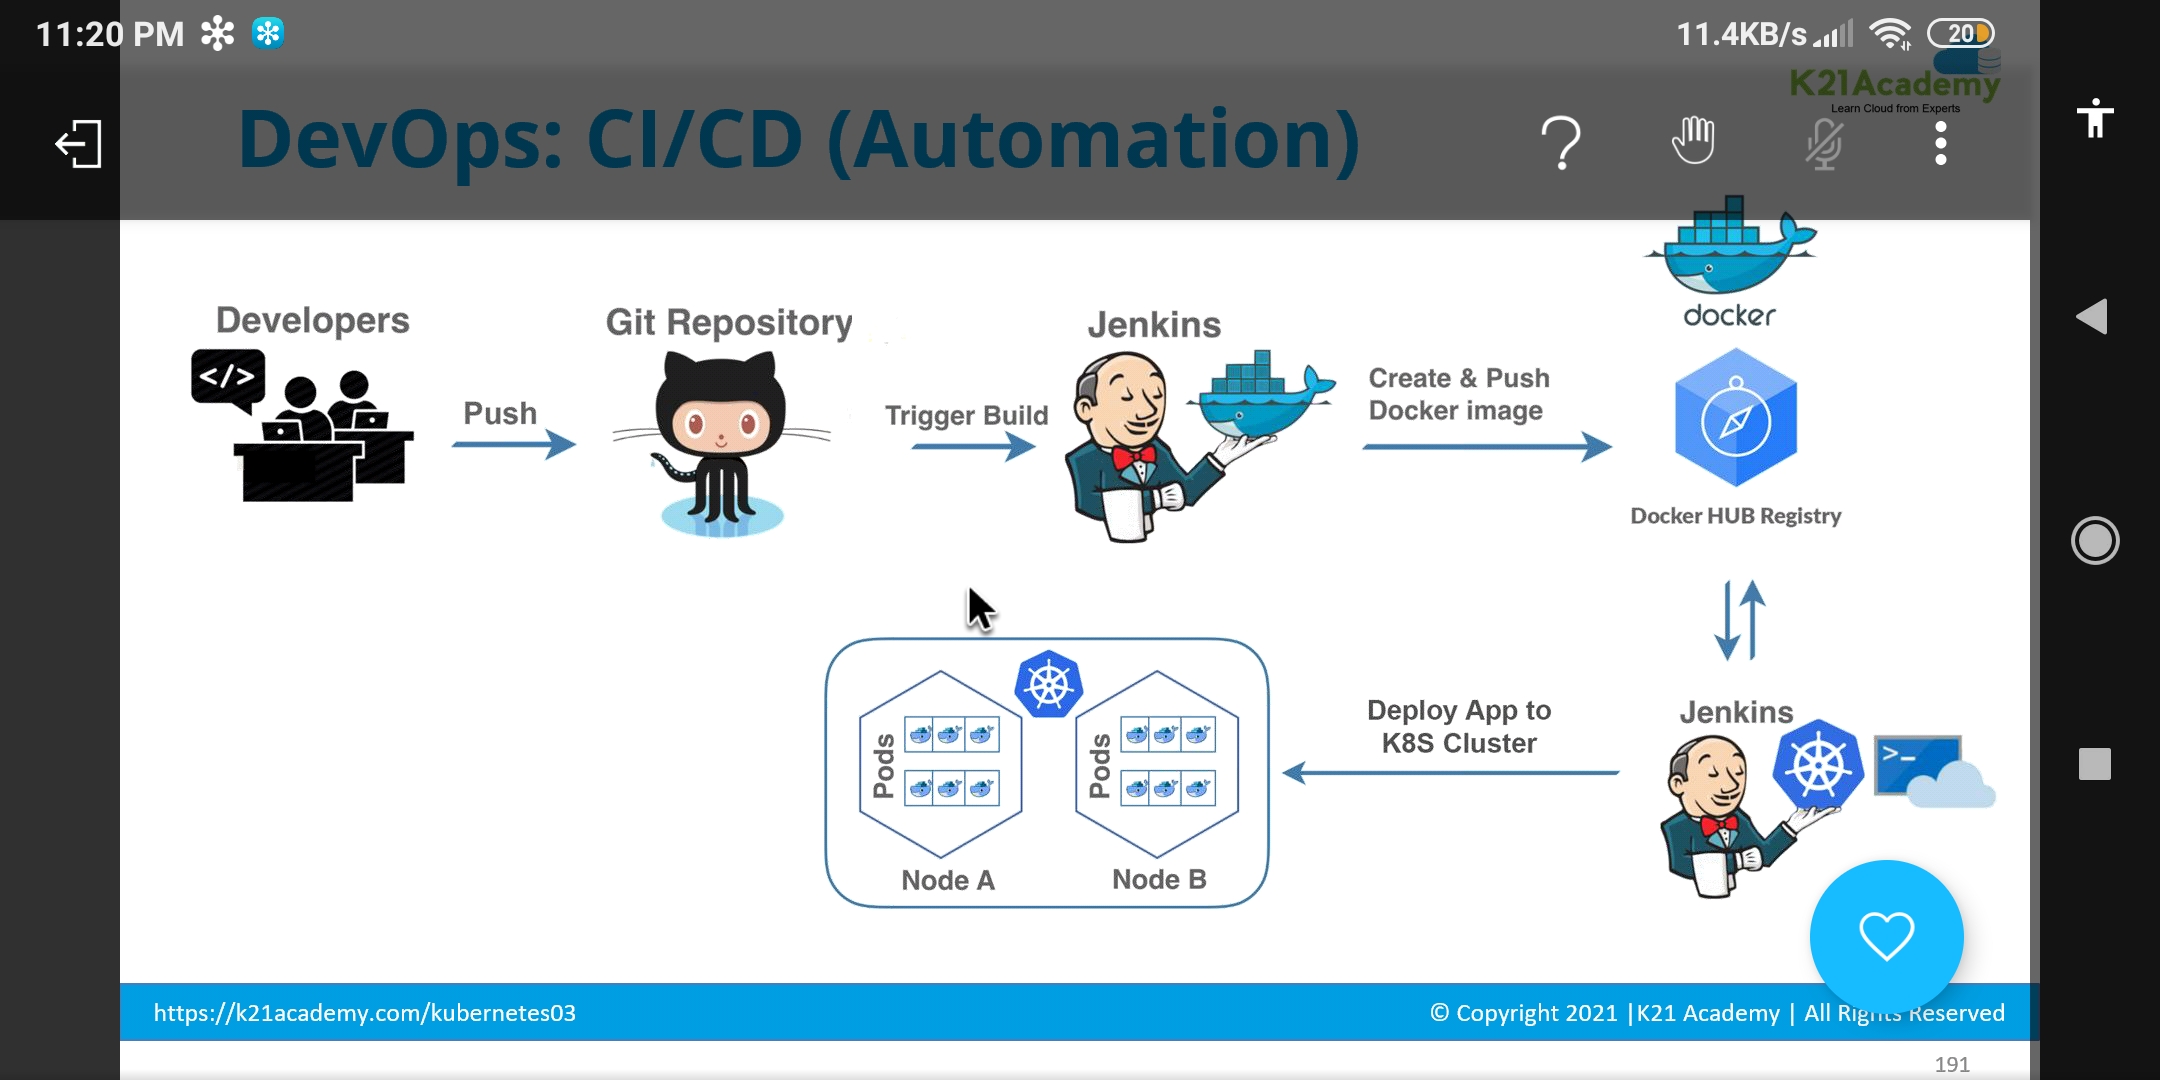 11:20 PM
11.4KB/s
20
K21Academy
Learn Cloud from Experts
DevOps: CI/CD (Automation)
docker
Developers
Git Repository
Jenkins
</>
Push
Trigger Build
Create & Push
Docker image
Docker HUB Registry
Pods
Pods
Node A
Node B
Deploy App to
K8S Cluster
Jenkins
>_
https://k21academy.com/kubernetes03
© Copyright 2021 |K21 Academy | All Rights Reserved
191